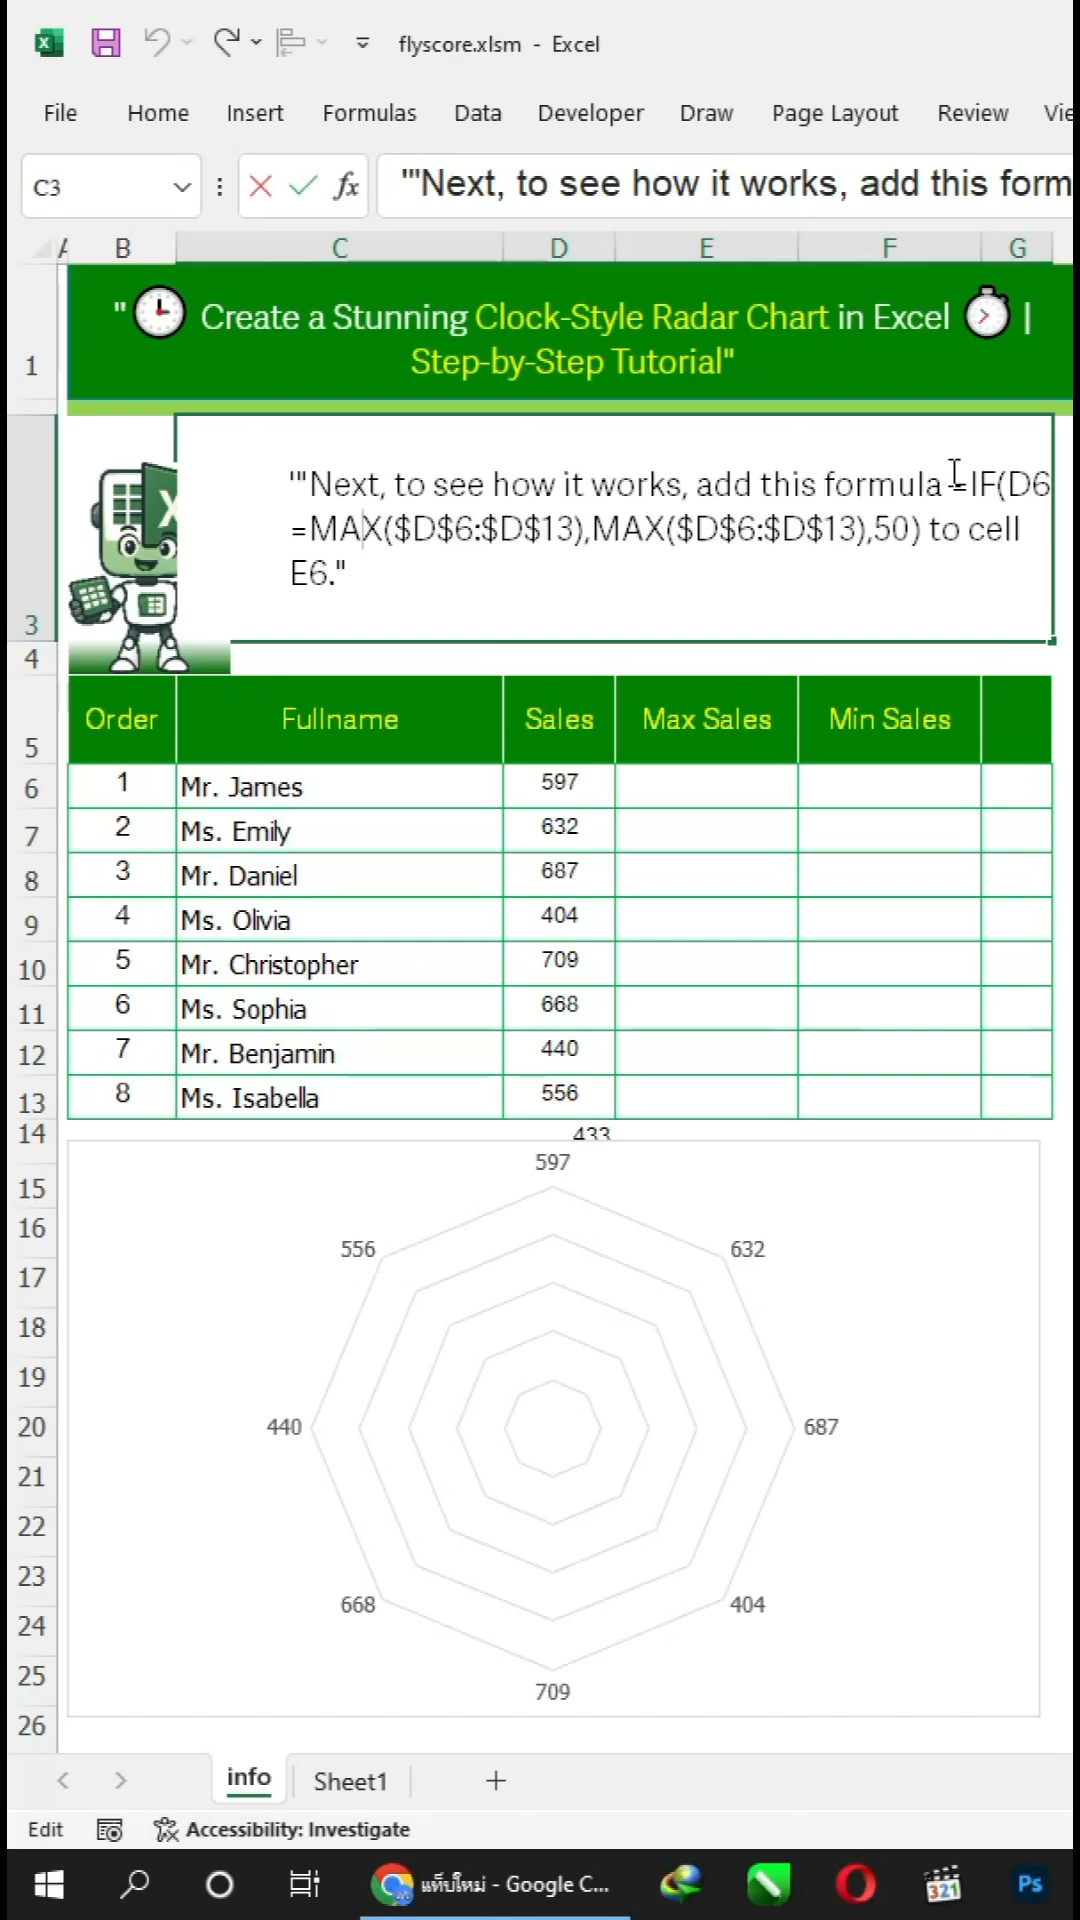 flyscore.xlsm - Excel
File Home Insert Formulas Data Developer Draw Page Layout Review
C3 fx "'Next, to see how it works, add this form
A B C D E F G
" Create a Stunning Clock-Style Radar Chart in Excel |
Step-by-Step Tutorial"
1
"'Next, to see how it works, add this formula =IF(D6
=MAX($D$6:$D$13),MAX($D$6:$D$13),50) to cell
E6."
3
4
5 Order Fullname Sales Max Sales Min Sales
6 1 Mr. James 597
7 2 Ms. Emily 632
8 3 Mr. Daniel 687
9 4 Ms. Olivia 404
10 5 Mr. Christopher 709
11 6 Ms. Sophia 668
12 7 Mr. Benjamin 440
13 8 Ms. Isabella 556
14 433
597
15
16 556 632
17
18
19
20 440 687
21
22
23
24 668 404
25 709
26
info Sheet1 +
Edit Accessibility: Investigate
แท็บใหม่ - Google C... 321 Ps